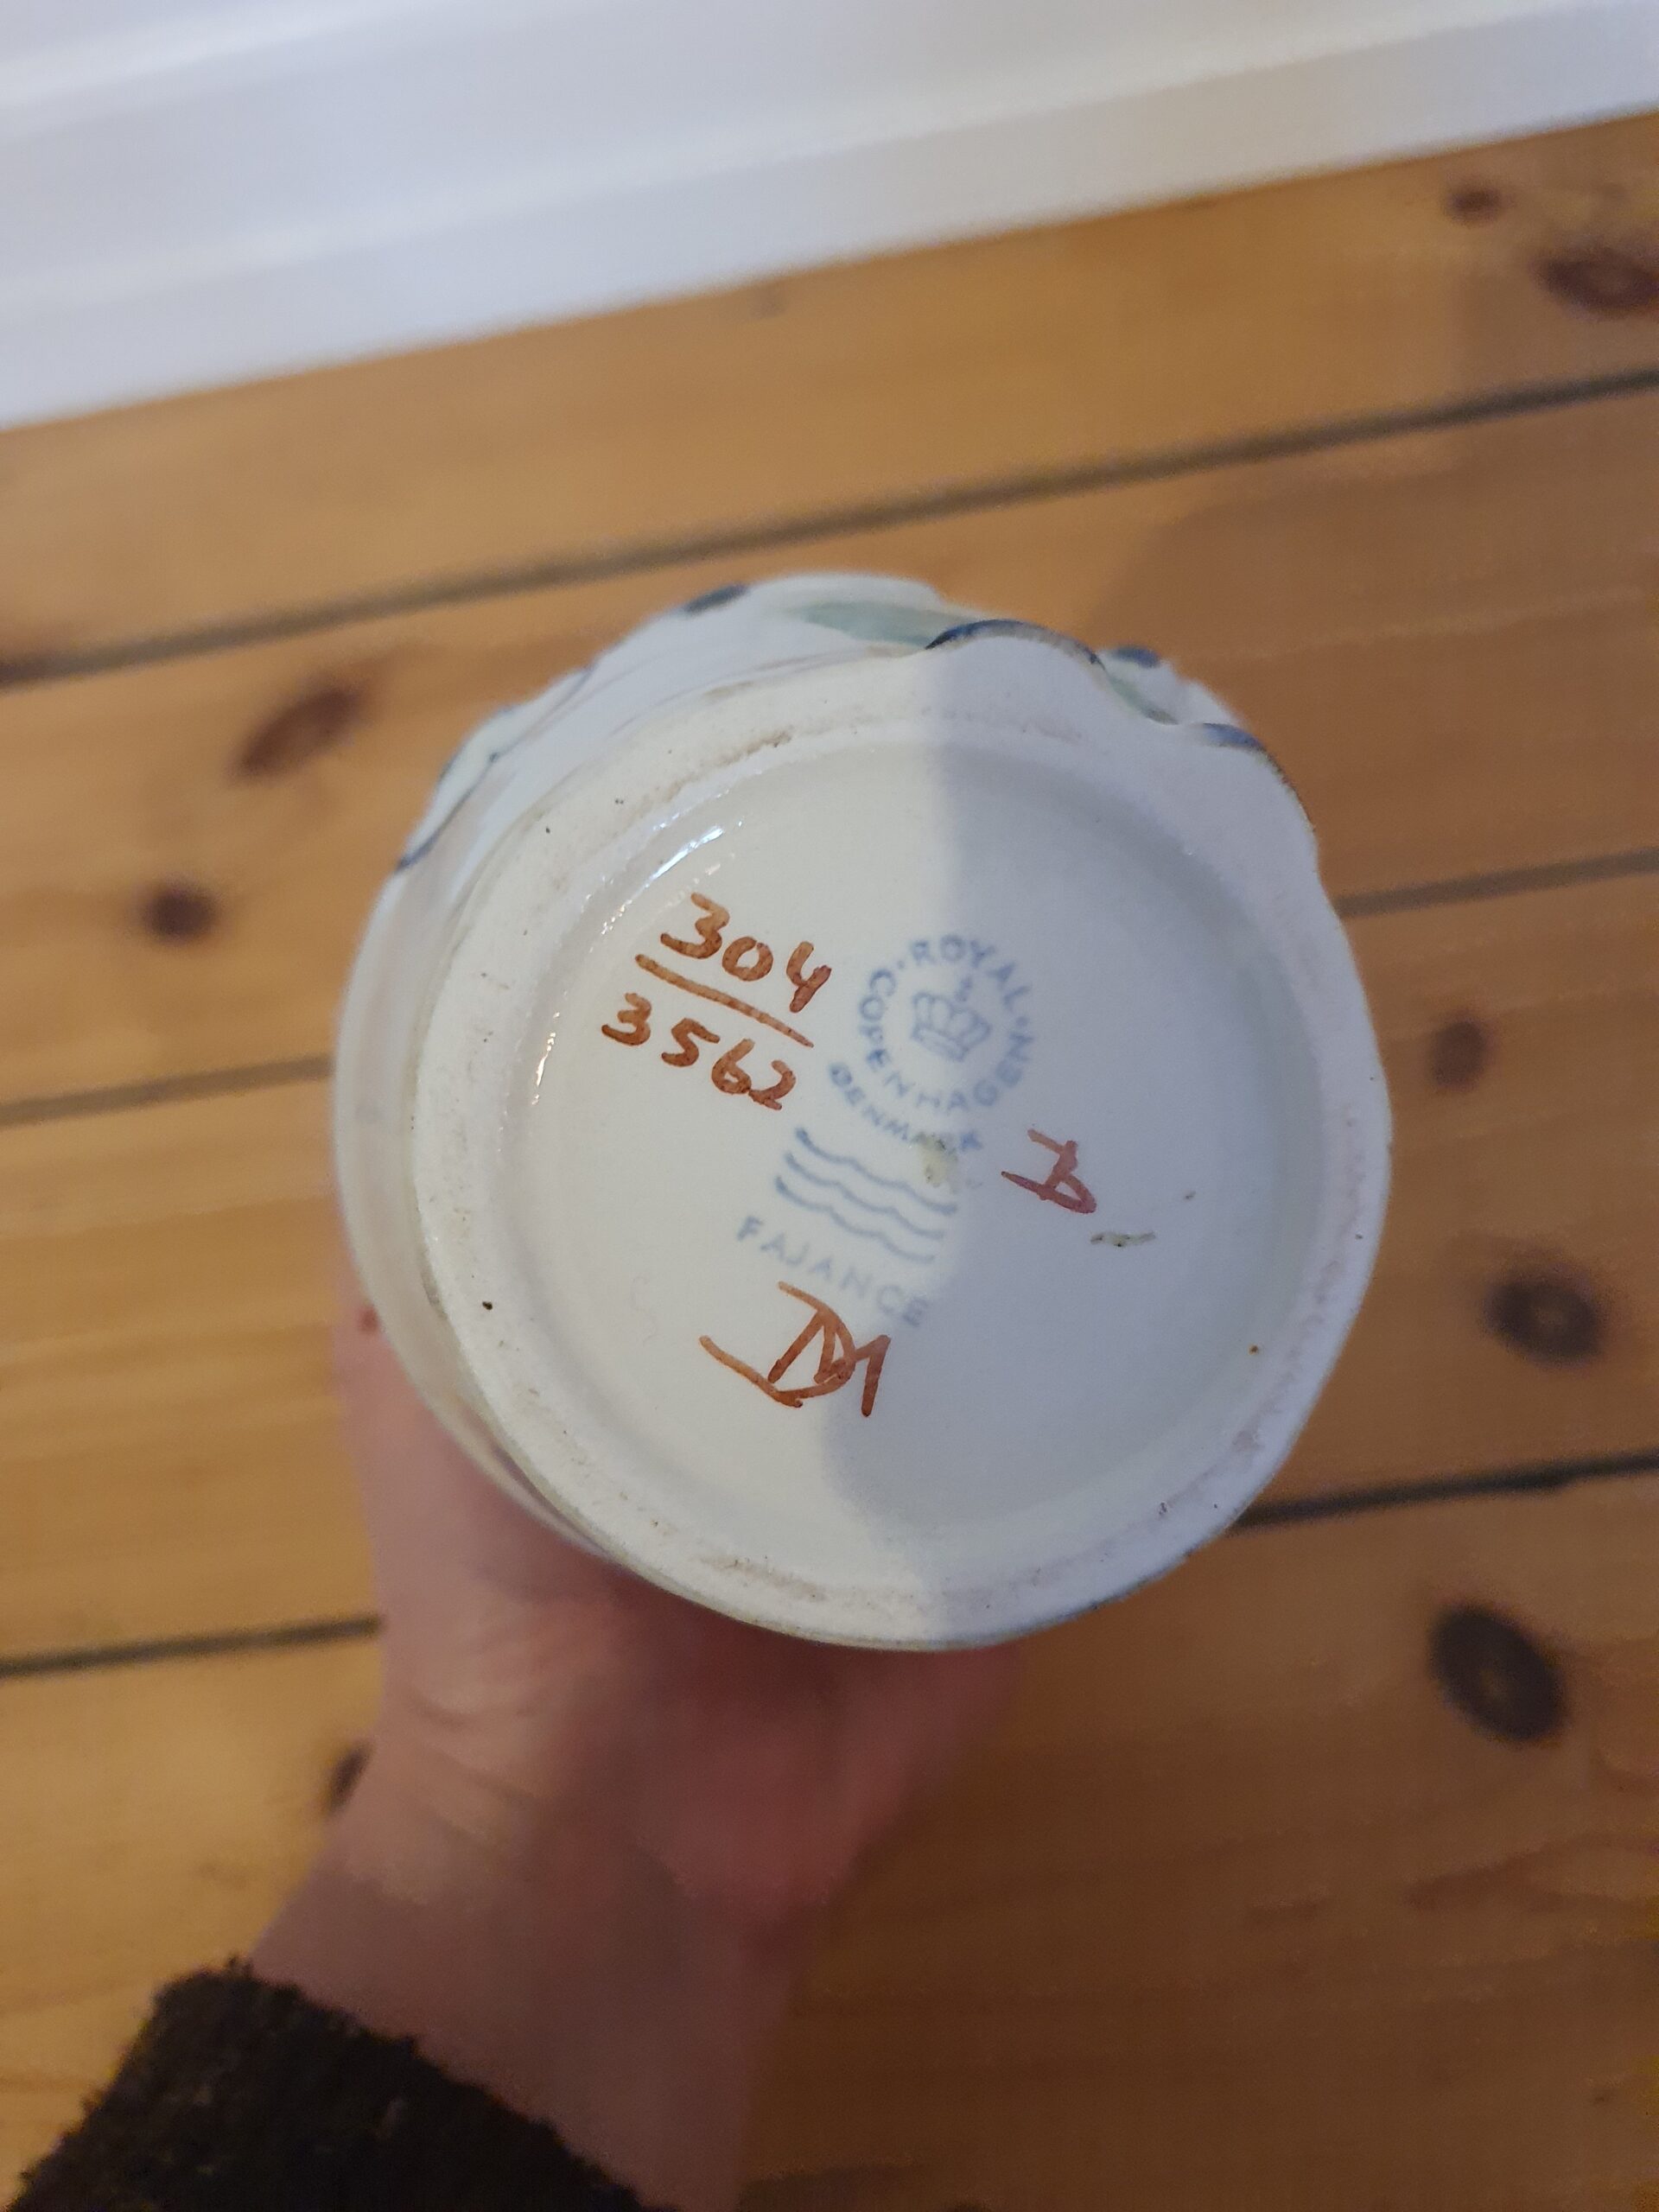 304
3562
ROYAL · COPENHAGEN ·
DENMARK
FAJANCE